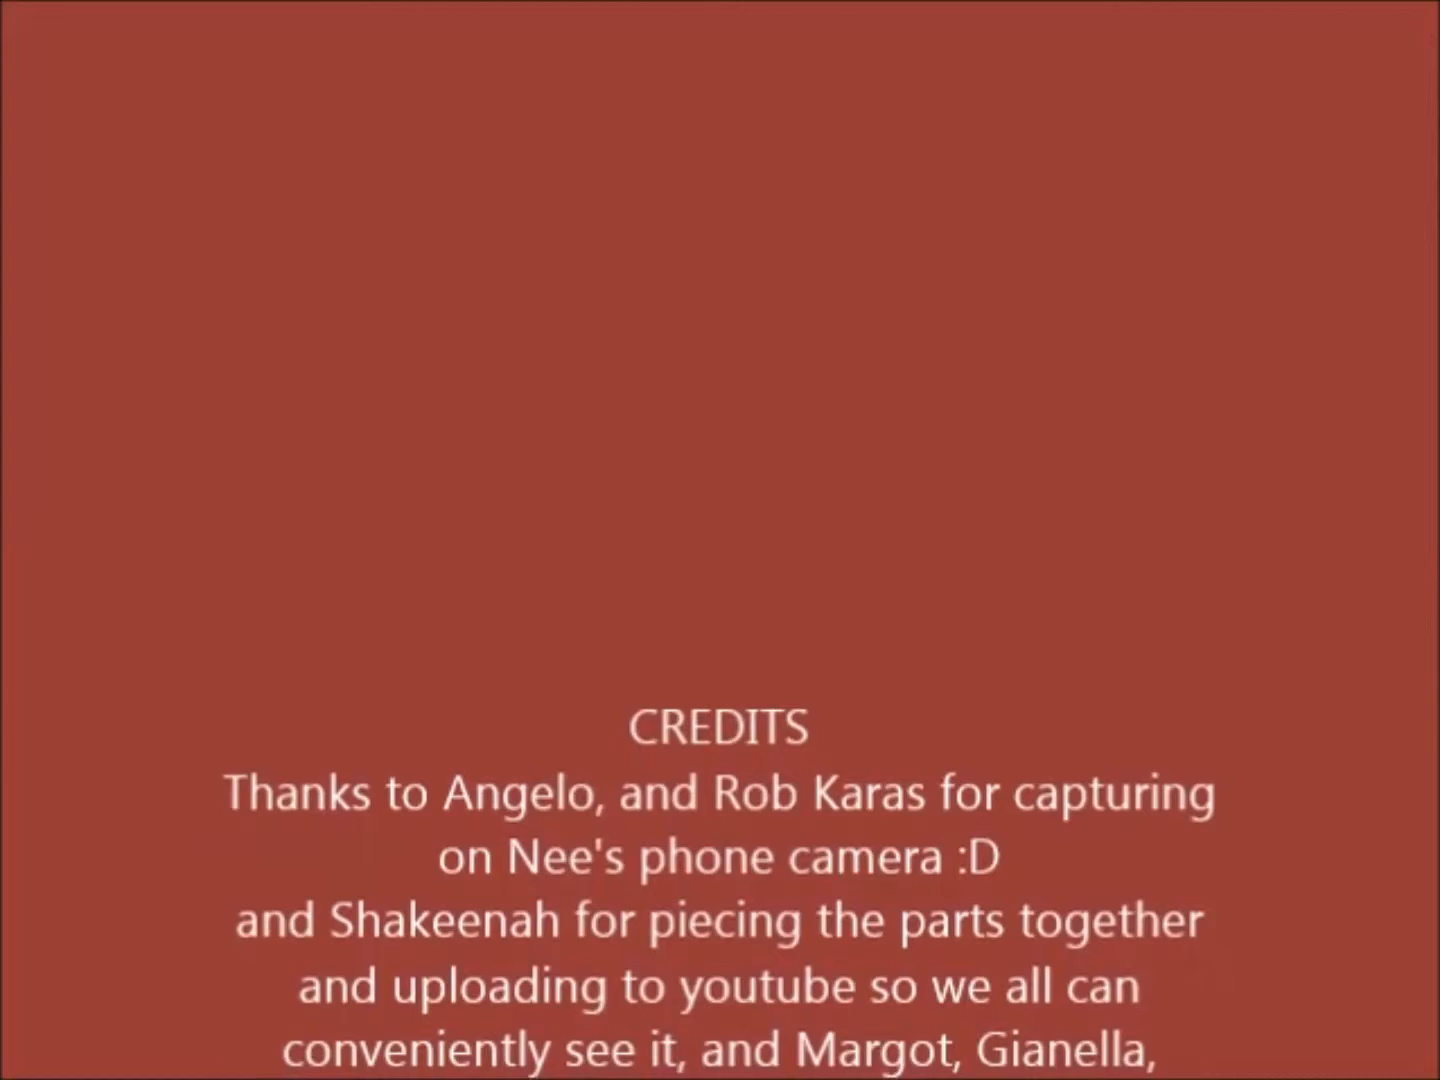 CREDITS
Thanks to Angelo, and Rob Karas for capturing
on Nee's phone camera :D
and Shakeenah for piecing the parts together
and uploading to youtube so we all can
conveniently see it, and Margot, Gianella,